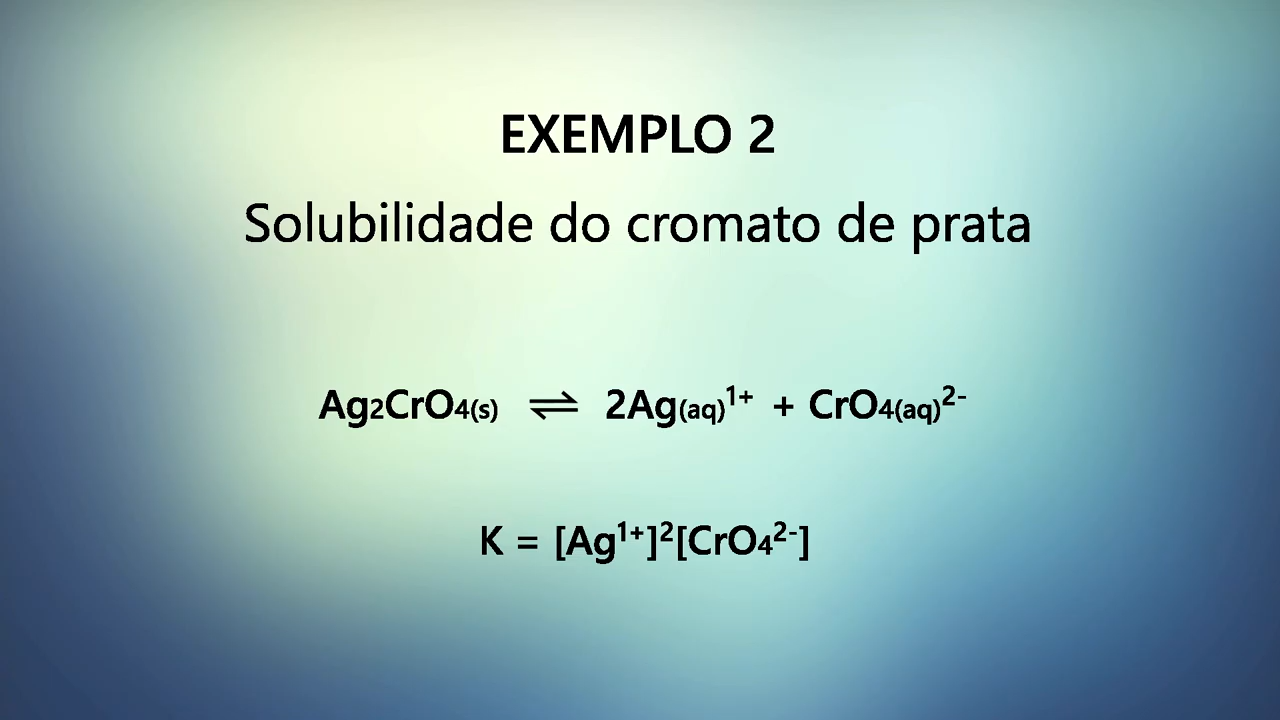 EXEMPLO 2
Solubilidade do cromato de prata
Ag₂CrO₄(s) ⇌ 2Ag(aq)¹⁺ + CrO₄(aq)²⁻
K = [Ag¹⁺]²[CrO₄²⁻]